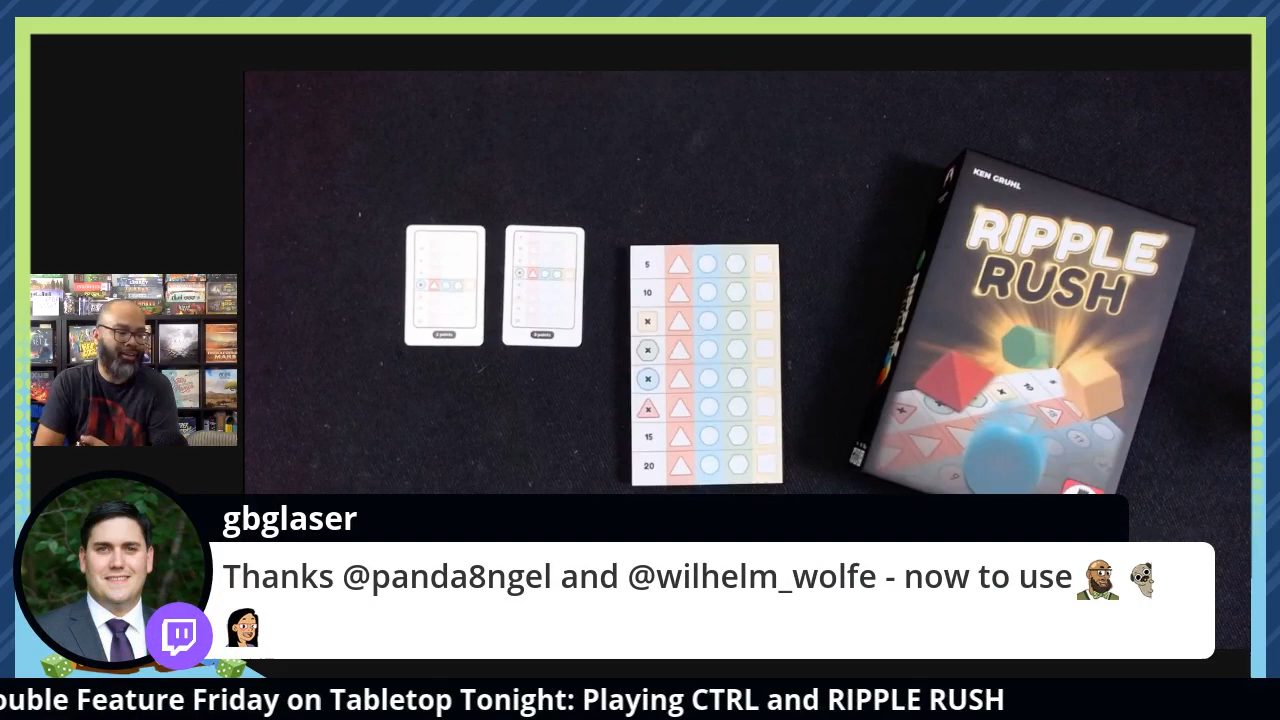 KEN GRUHL
RIPPLE
RUSH
5
10
×
×
×
×
15
20
gbglaser
Thanks @panda8ngel and @wilhelm_wolfe - now to use
ouble Feature Friday on Tabletop Tonight: Playing CTRL and RIPPLE RUSH